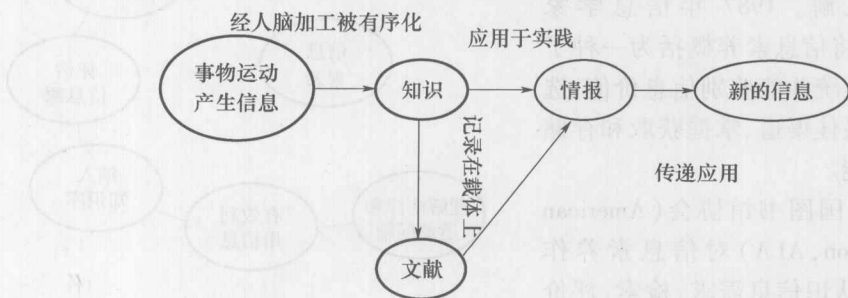 经人脑加工被有序化
应用于实践
事物运动
产生信息
知识
情报
新的信息
记录在载体上
传递应用
文献